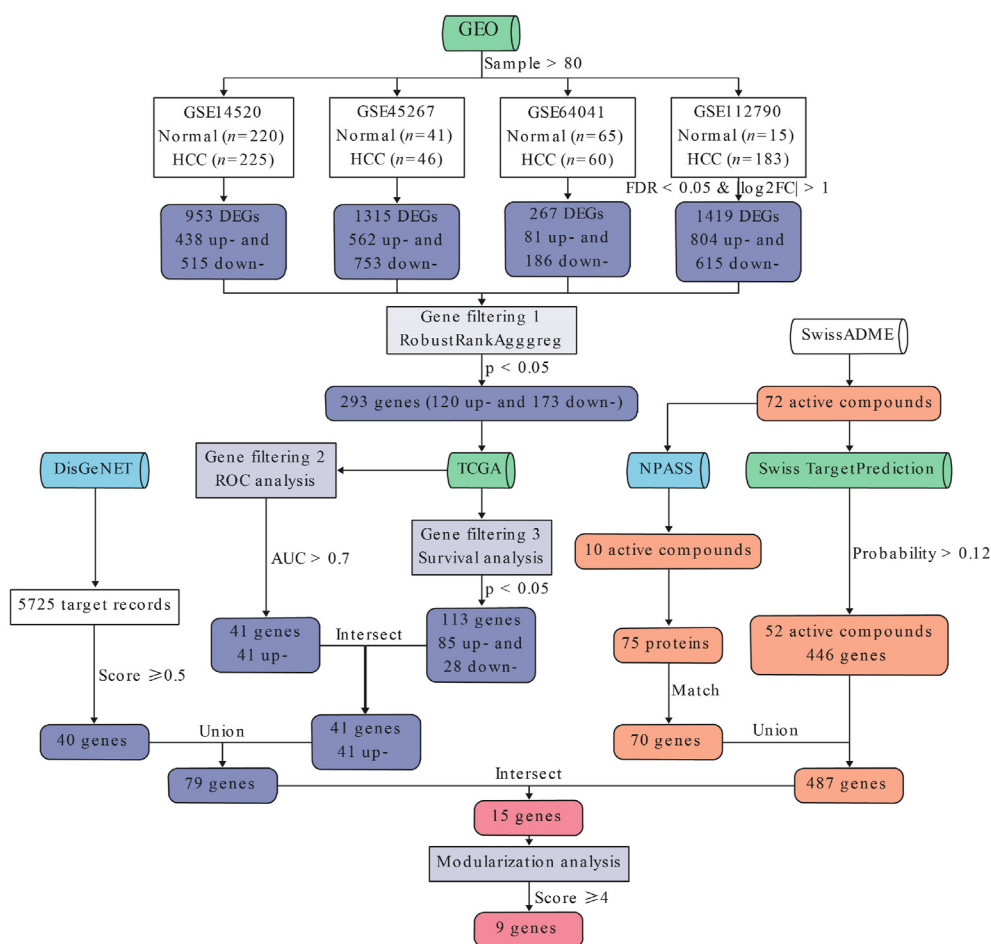 GEO
Sample > 80
GSE14520
Normal (n=220)
HCC (n=225)
GSE45267
Normal (n=41)
HCC (n=46)
GSE64041
Normal (n=65)
HCC (n=60)
GSE112790
Normal (n=15)
HCC (n=183)
FDR < 0.05 & |log2FC| > 1
953 DEGs
438 up- and
515 down-
1315 DEGs
562 up- and
753 down-
267 DEGs
81 up- and
186 down-
1419 DEGs
804 up- and
615 down-
Gene filtering 1
RobustRankAgggreg
SwissADME
p < 0.05
293 genes (120 up- and 173 down-)
72 active compounds
DisGeNET
Gene filtering 2
ROC analysis
TCGA
NPASS
Swiss TargetPrediction
Gene filtering 3
Survival analysis
10 active compounds
AUC > 0.7
Probability > 0.12
p < 0.05
5725 target records
41 genes
41 up-
Intersect
113 genes
85 up- and
28 down-
75 proteins
52 active compounds
446 genes
Score ≥0.5
Match
40 genes
Union
41 genes
41 up-
70 genes
Union
79 genes
Intersect
487 genes
15 genes
Modularization analysis
Score ≥4
9 genes